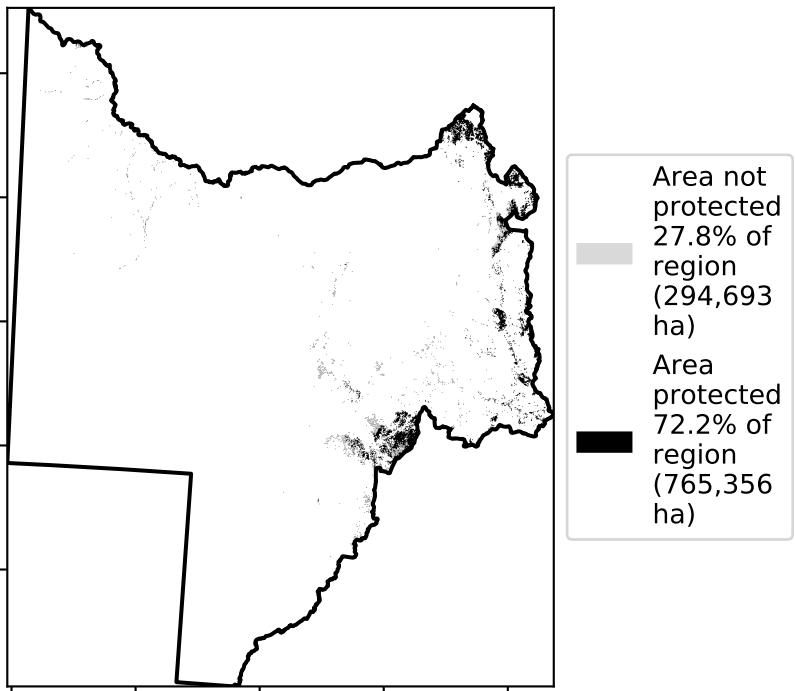 Area not
protected
27.8% of
region
(294,693
ha)
Area
protected
72.2% of
region
(765,356
ha)